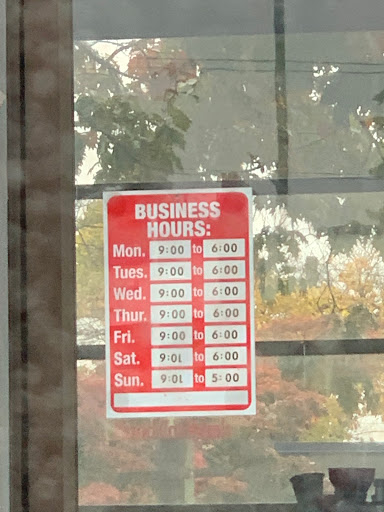 BUSINESS
HOURS:
Mon. 9:00 to 6:00
Tues. 9:00 to 6:00
Wed. 9:00 to 6:00
Thur. 9:00 to 6:00
Fri. 9:00 to 6:00
Sat. 9:0L to 6:00
Sun. 9:0L to 5:00